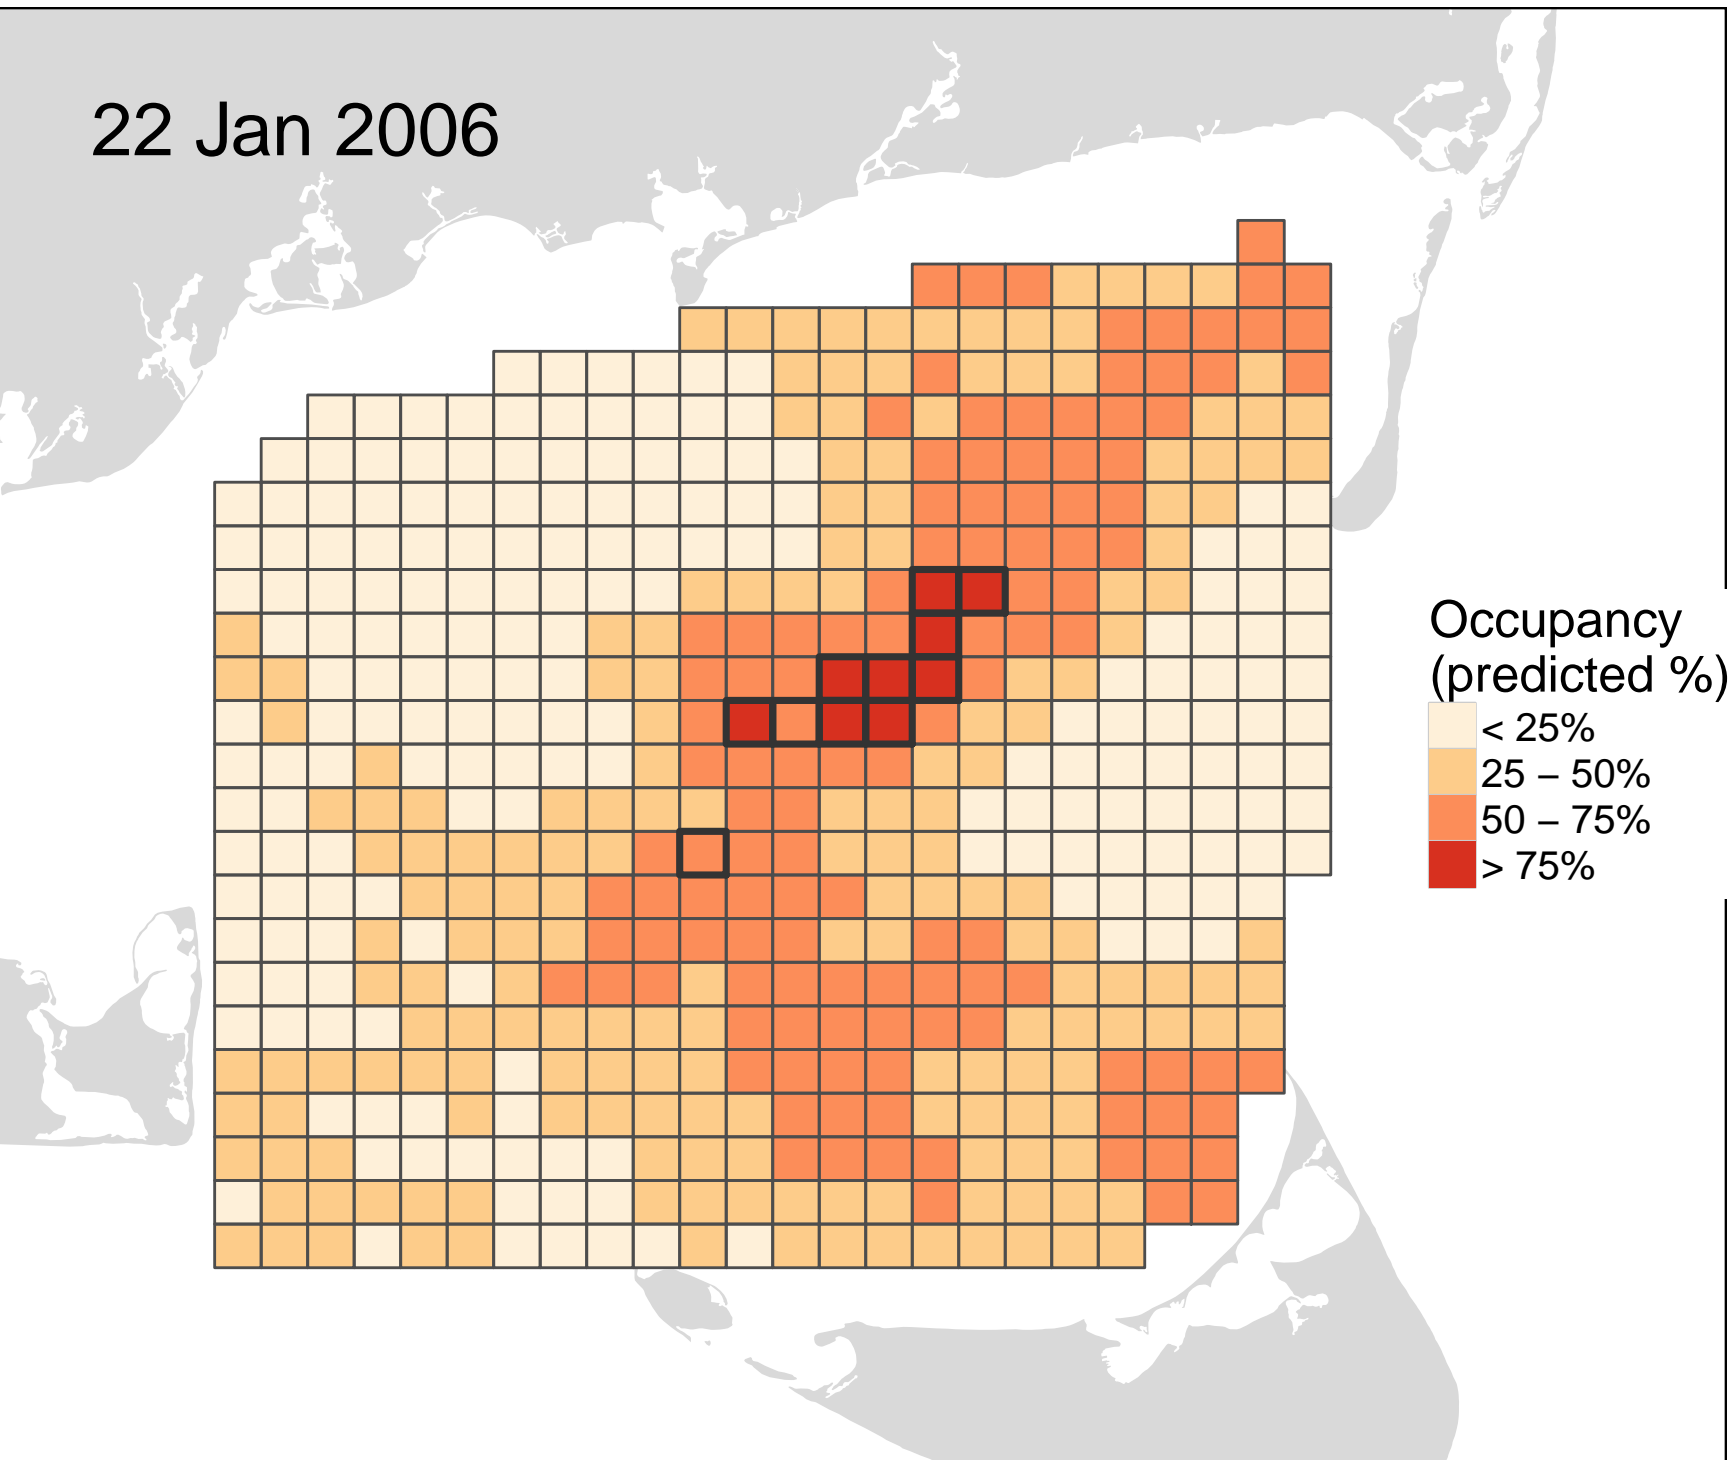 22 Jan 2006
Occupancy
(predicted %)
< 25%
25 – 50%
50 – 75%
> 75%